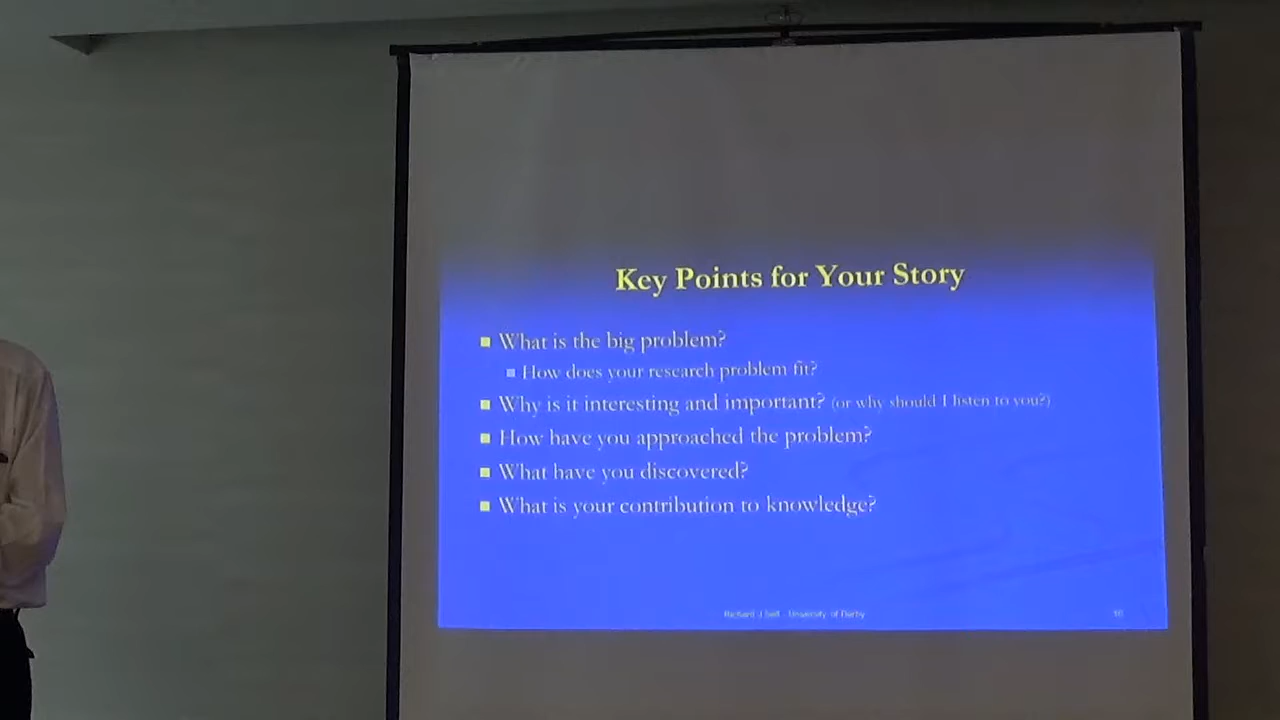 Key Points for Your Story
What is the big problem?
How does your research problem fit?
Why is it interesting and important? (or why should I listen to you?)
How have you approached the problem?
What have you discovered?
What is your contribution to knowledge?
Richard J Self - University of Derby